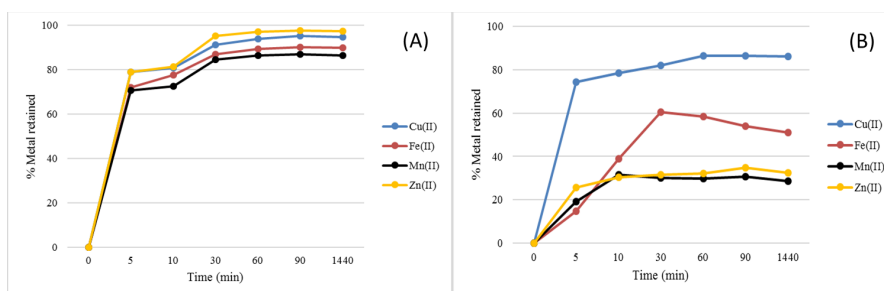 (A)
100
80
60
40
20
0
% Metal retained
0 5 10 30 60 90 1440
Time (min)
Cu(II)
Fe(II)
Mn(II)
Zn(II)
(B)
100
80
60
40
20
0
% Metal retained
0 5 10 30 60 90 1440
Time (min)
Cu(II)
Fe(II)
Mn(II)
Zn(II)